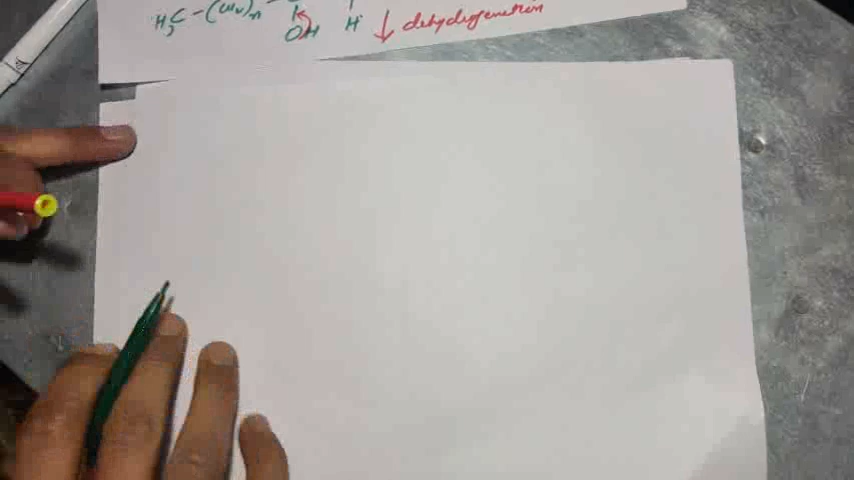 H₃C-(CH₂)n-
OH H ↓ dehydrogenation